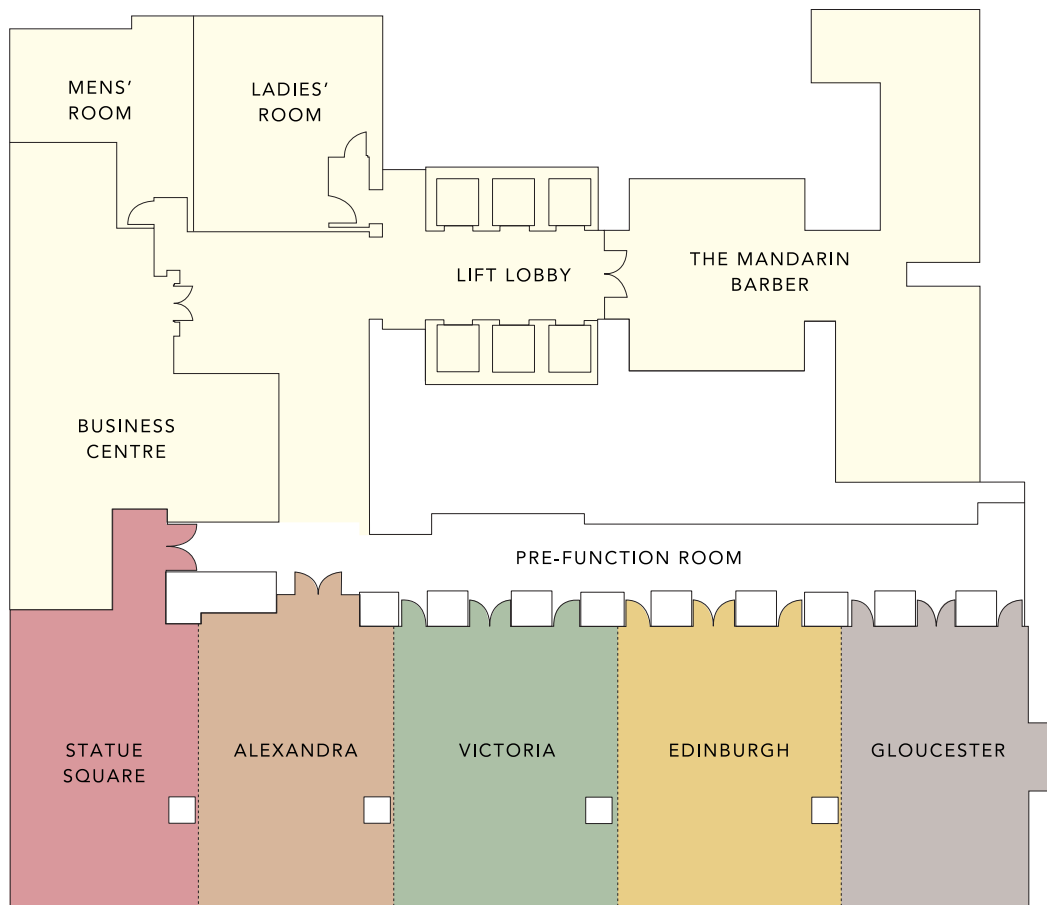 MENS'
ROOM
LADIES'
ROOM
LIFT LOBBY
THE MANDARIN
BARBER
BUSINESS
CENTRE
PRE-FUNCTION ROOM
STATUE
SQUARE
ALEXANDRA
VICTORIA
EDINBURGH
GLOUCESTER